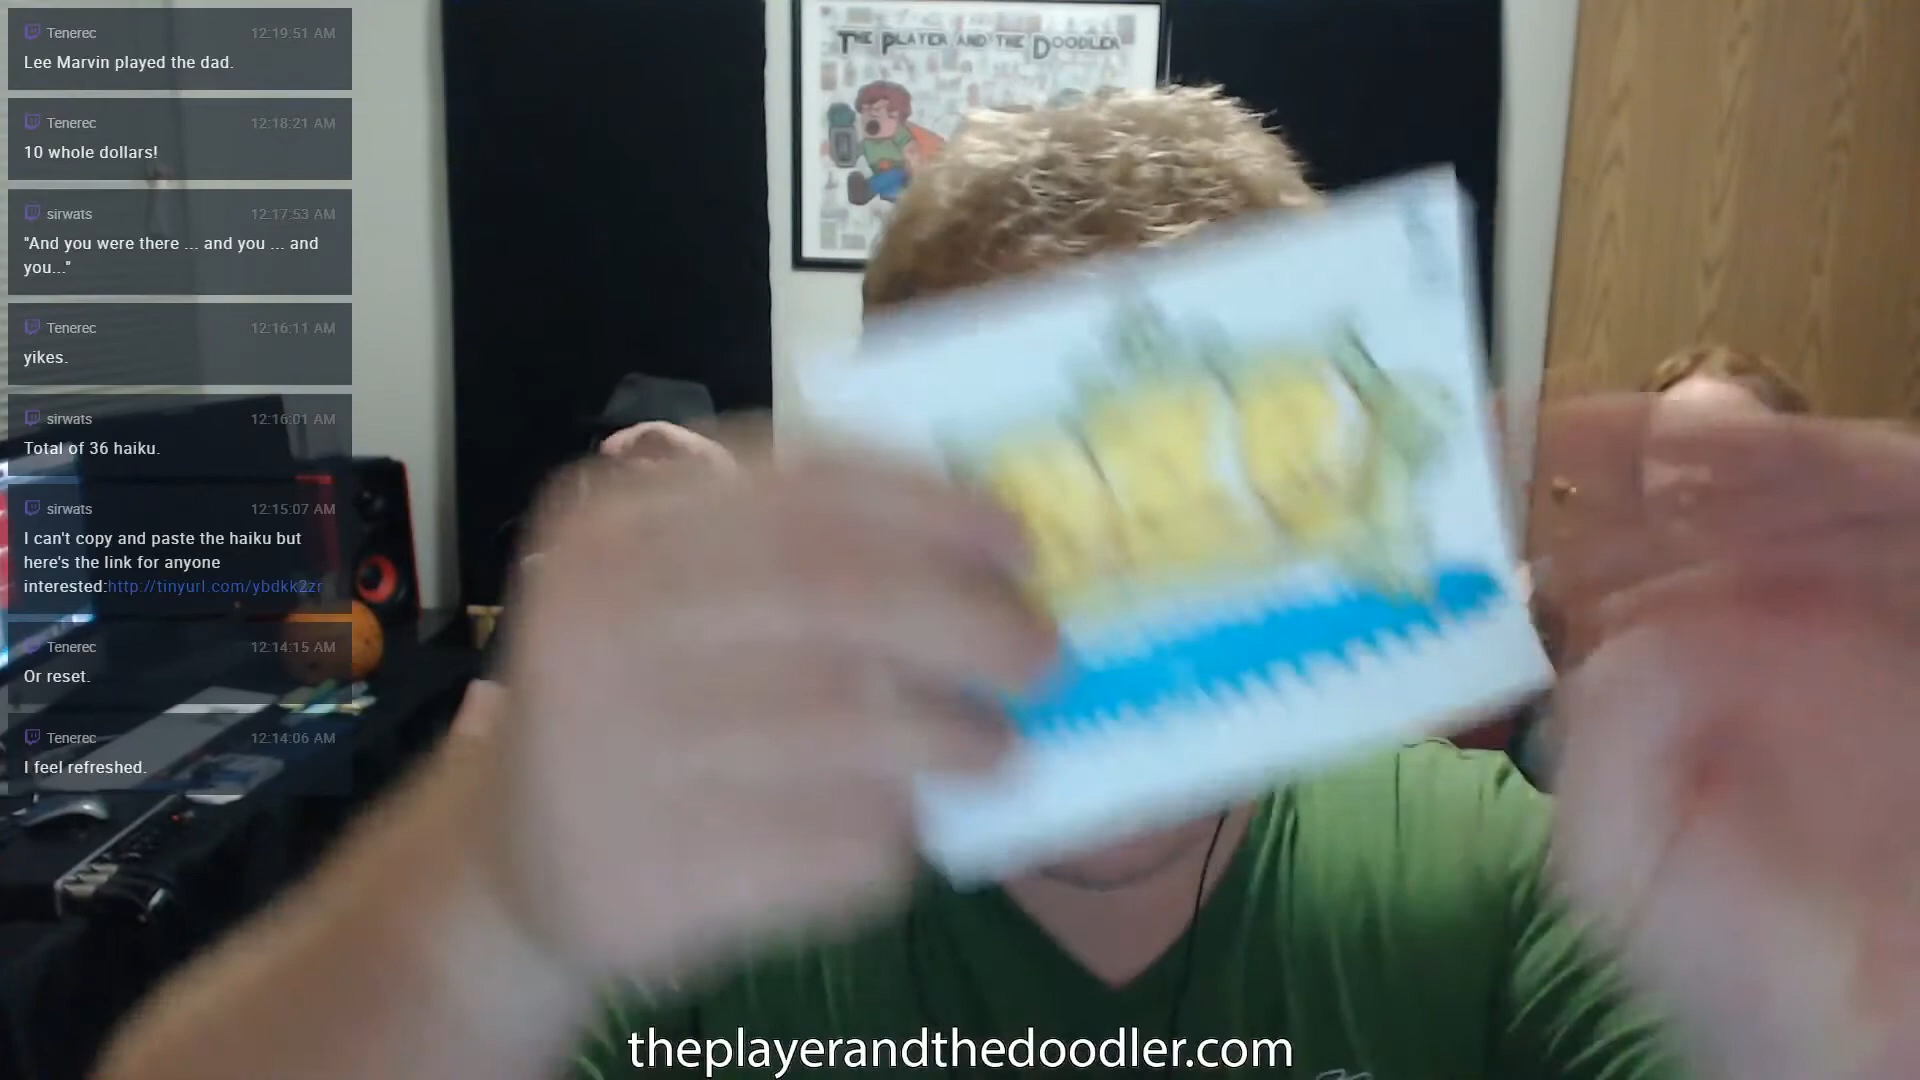 Tenerec 12:19:51 AM
Lee Marvin played the dad.
Tenerec 12:18:21 AM
10 whole dollars!
sirwats 12:17:53 AM
"And you were there ... and you ... and
you..."
Tenerec 12:16:11 AM
yikes.
sirwats 12:16:01 AM
Total of 36 haiku.
sirwats 12:15:07 AM
I can't copy and paste the haiku but
here's the link for anyone
interested:http://tinyurl.com/ybdkk2zr
Tenerec 12:14:15 AM
Or reset.
Tenerec 12:14:06 AM
I feel refreshed.
THE PLAYER AND THE DOODLER
theplayerandthedoodler.com